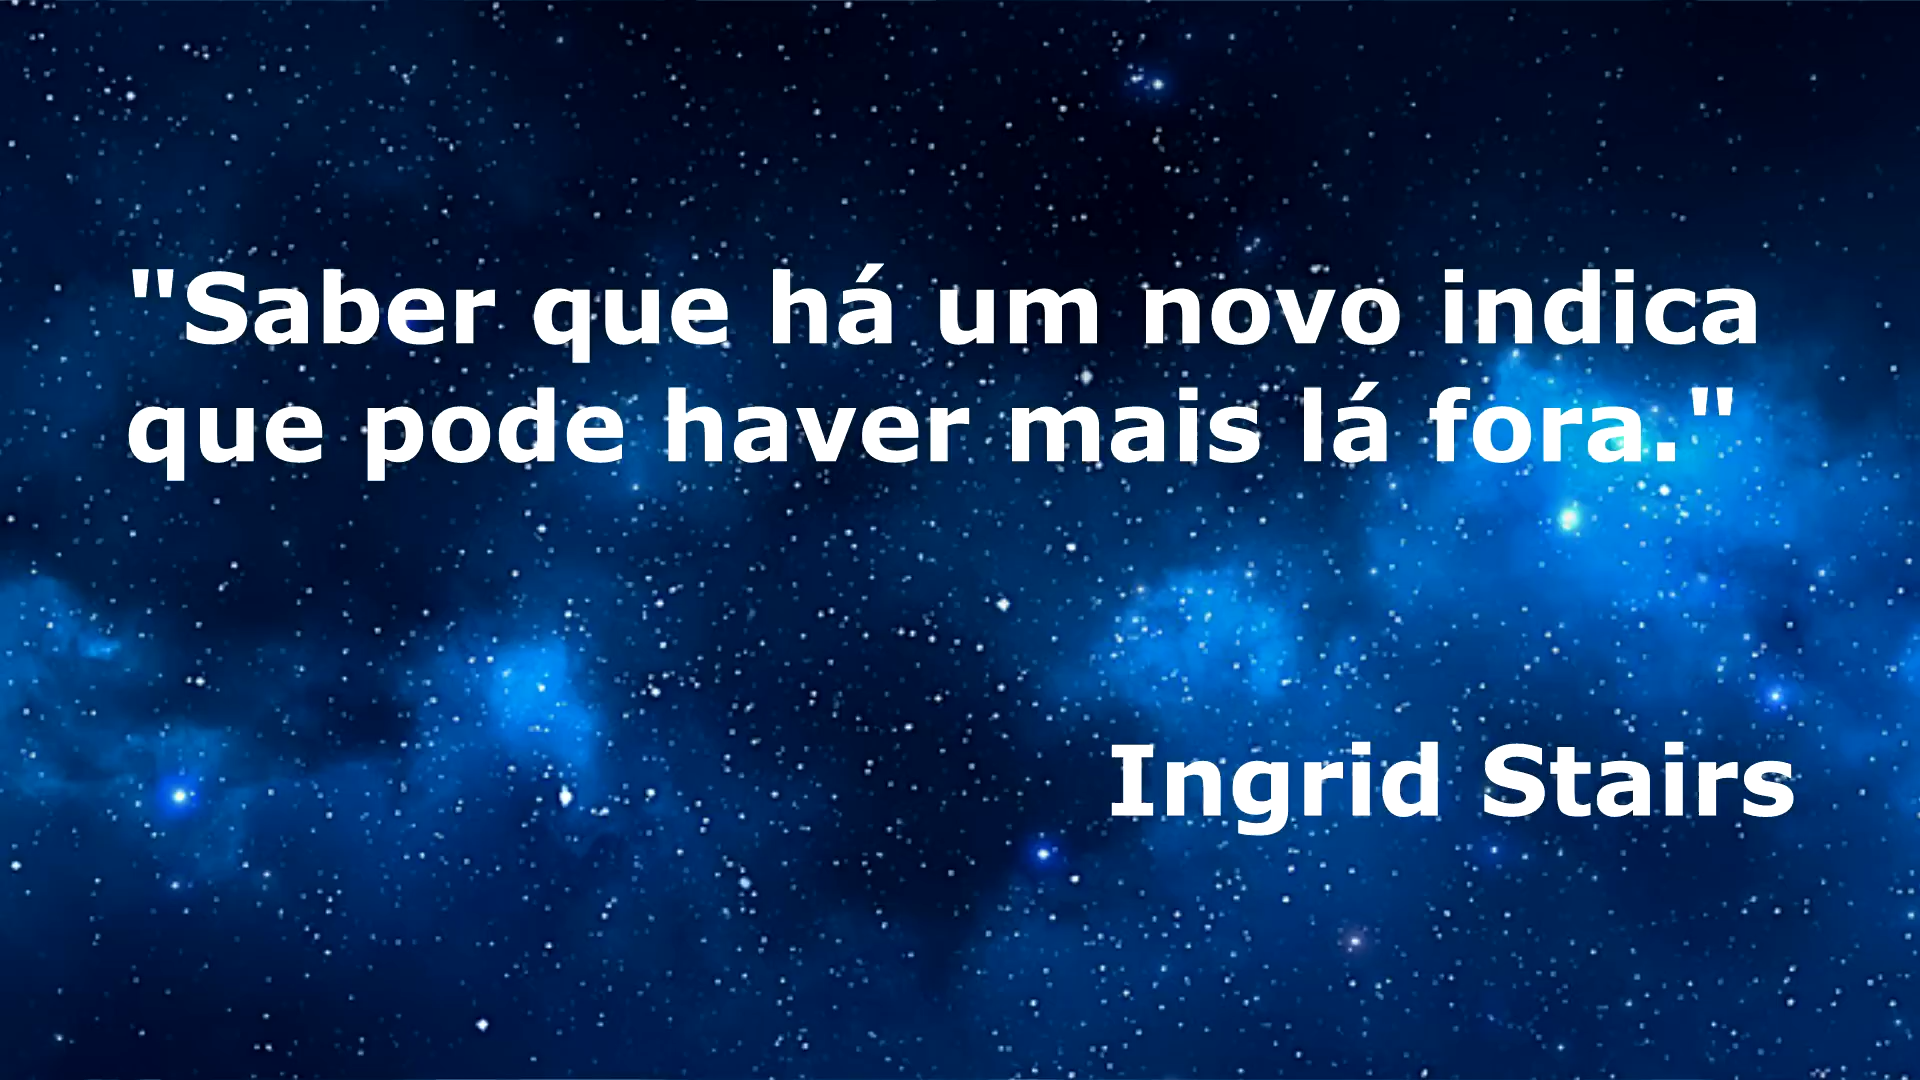 "Saber que há um novo indica
que pode haver mais lá fora."
Ingrid Stairs